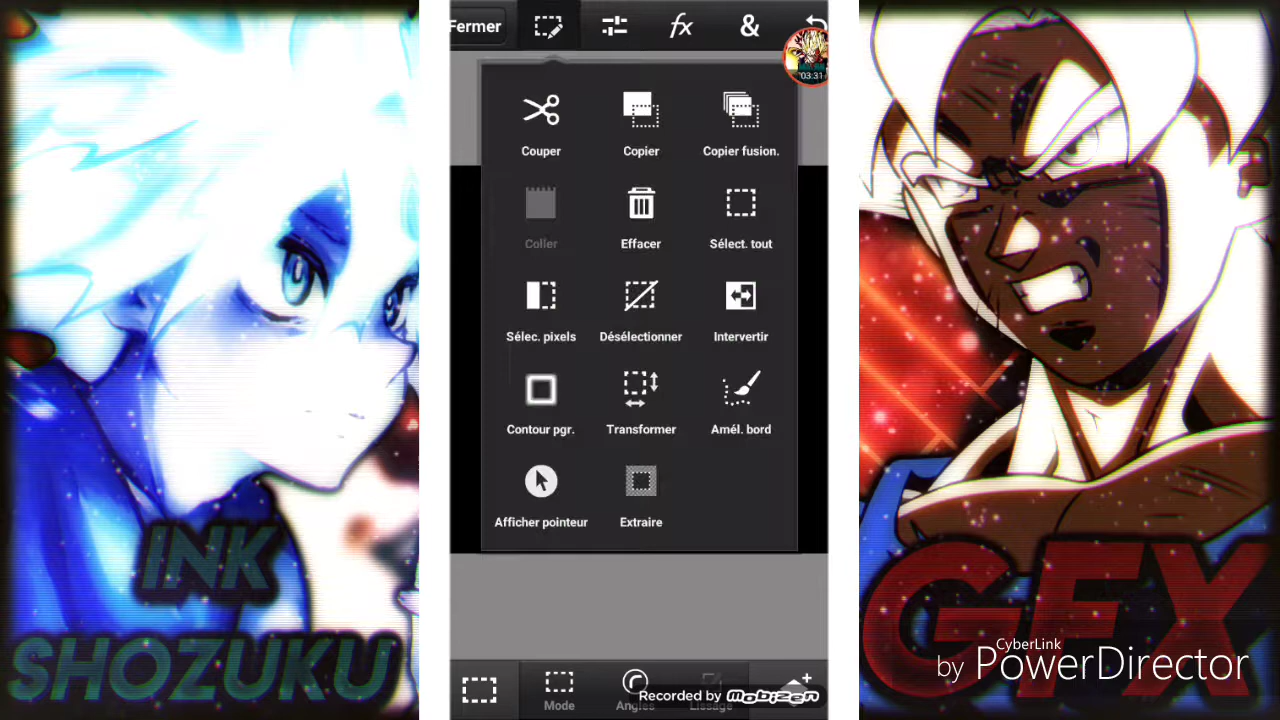 Fermer
fx
&
03:31
Couper
Copier
Copier fusion.
Coller
Effacer
Sélect. tout
Sélec. pixels
Désélectionner
Intervertir
Contour pgr.
Transformer
Amél. bord
Afficher pointeur
Extraire
Mode
Angles
Lissage
Recorded by mobizen
INK
SHOZUKU
GFX
by CyberLink
PowerDirector